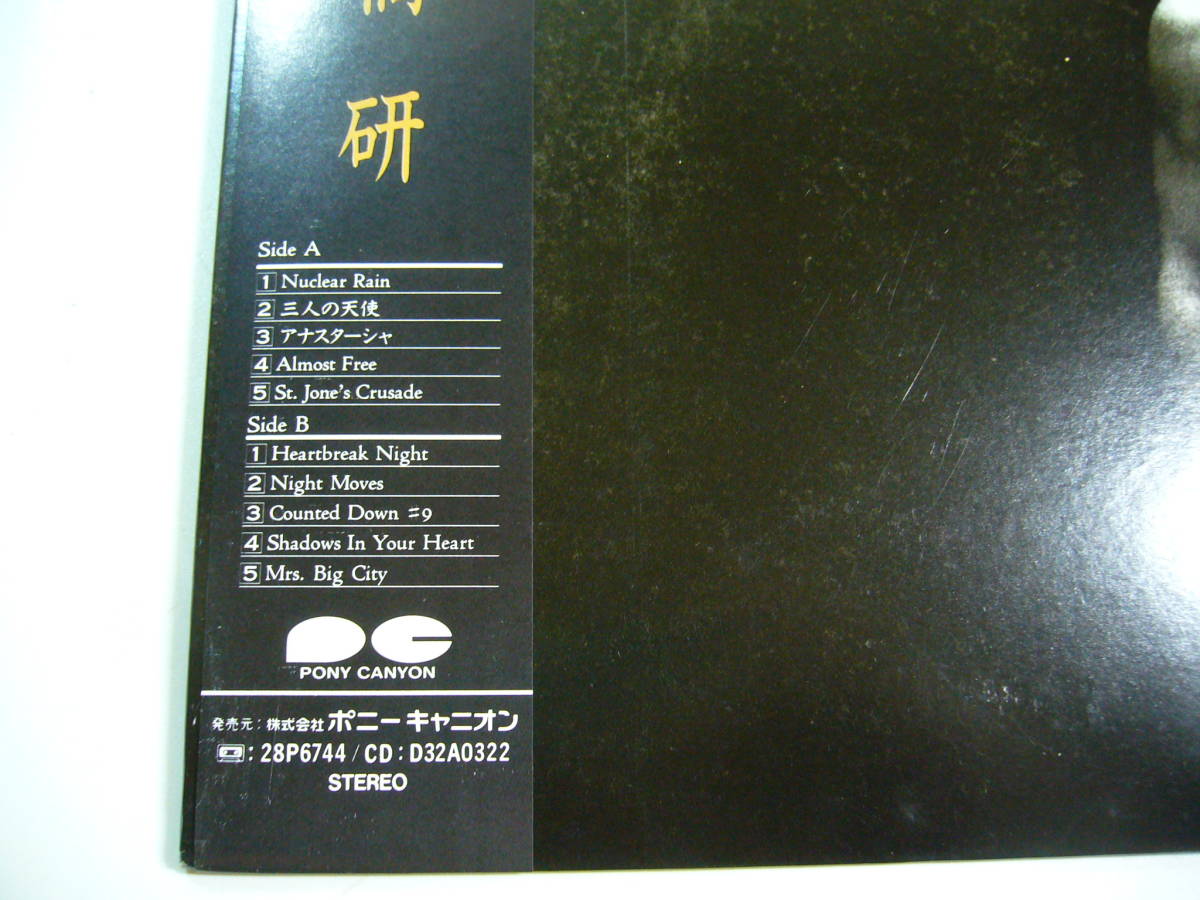 研
Side A
1 Nuclear Rain
2 三人の天使
3 アナスターシャ
4 Almost Free
5 St. Jone's Crusade
Side B
1 Heartbreak Night
2 Night Moves
3 Counted Down #9
4 Shadows In Your Heart
5 Mrs. Big City
PC
PONY CANYON
発売元：株式会社ポニーキャニオン
: 28P6744 / CD : D32A0322
STEREO